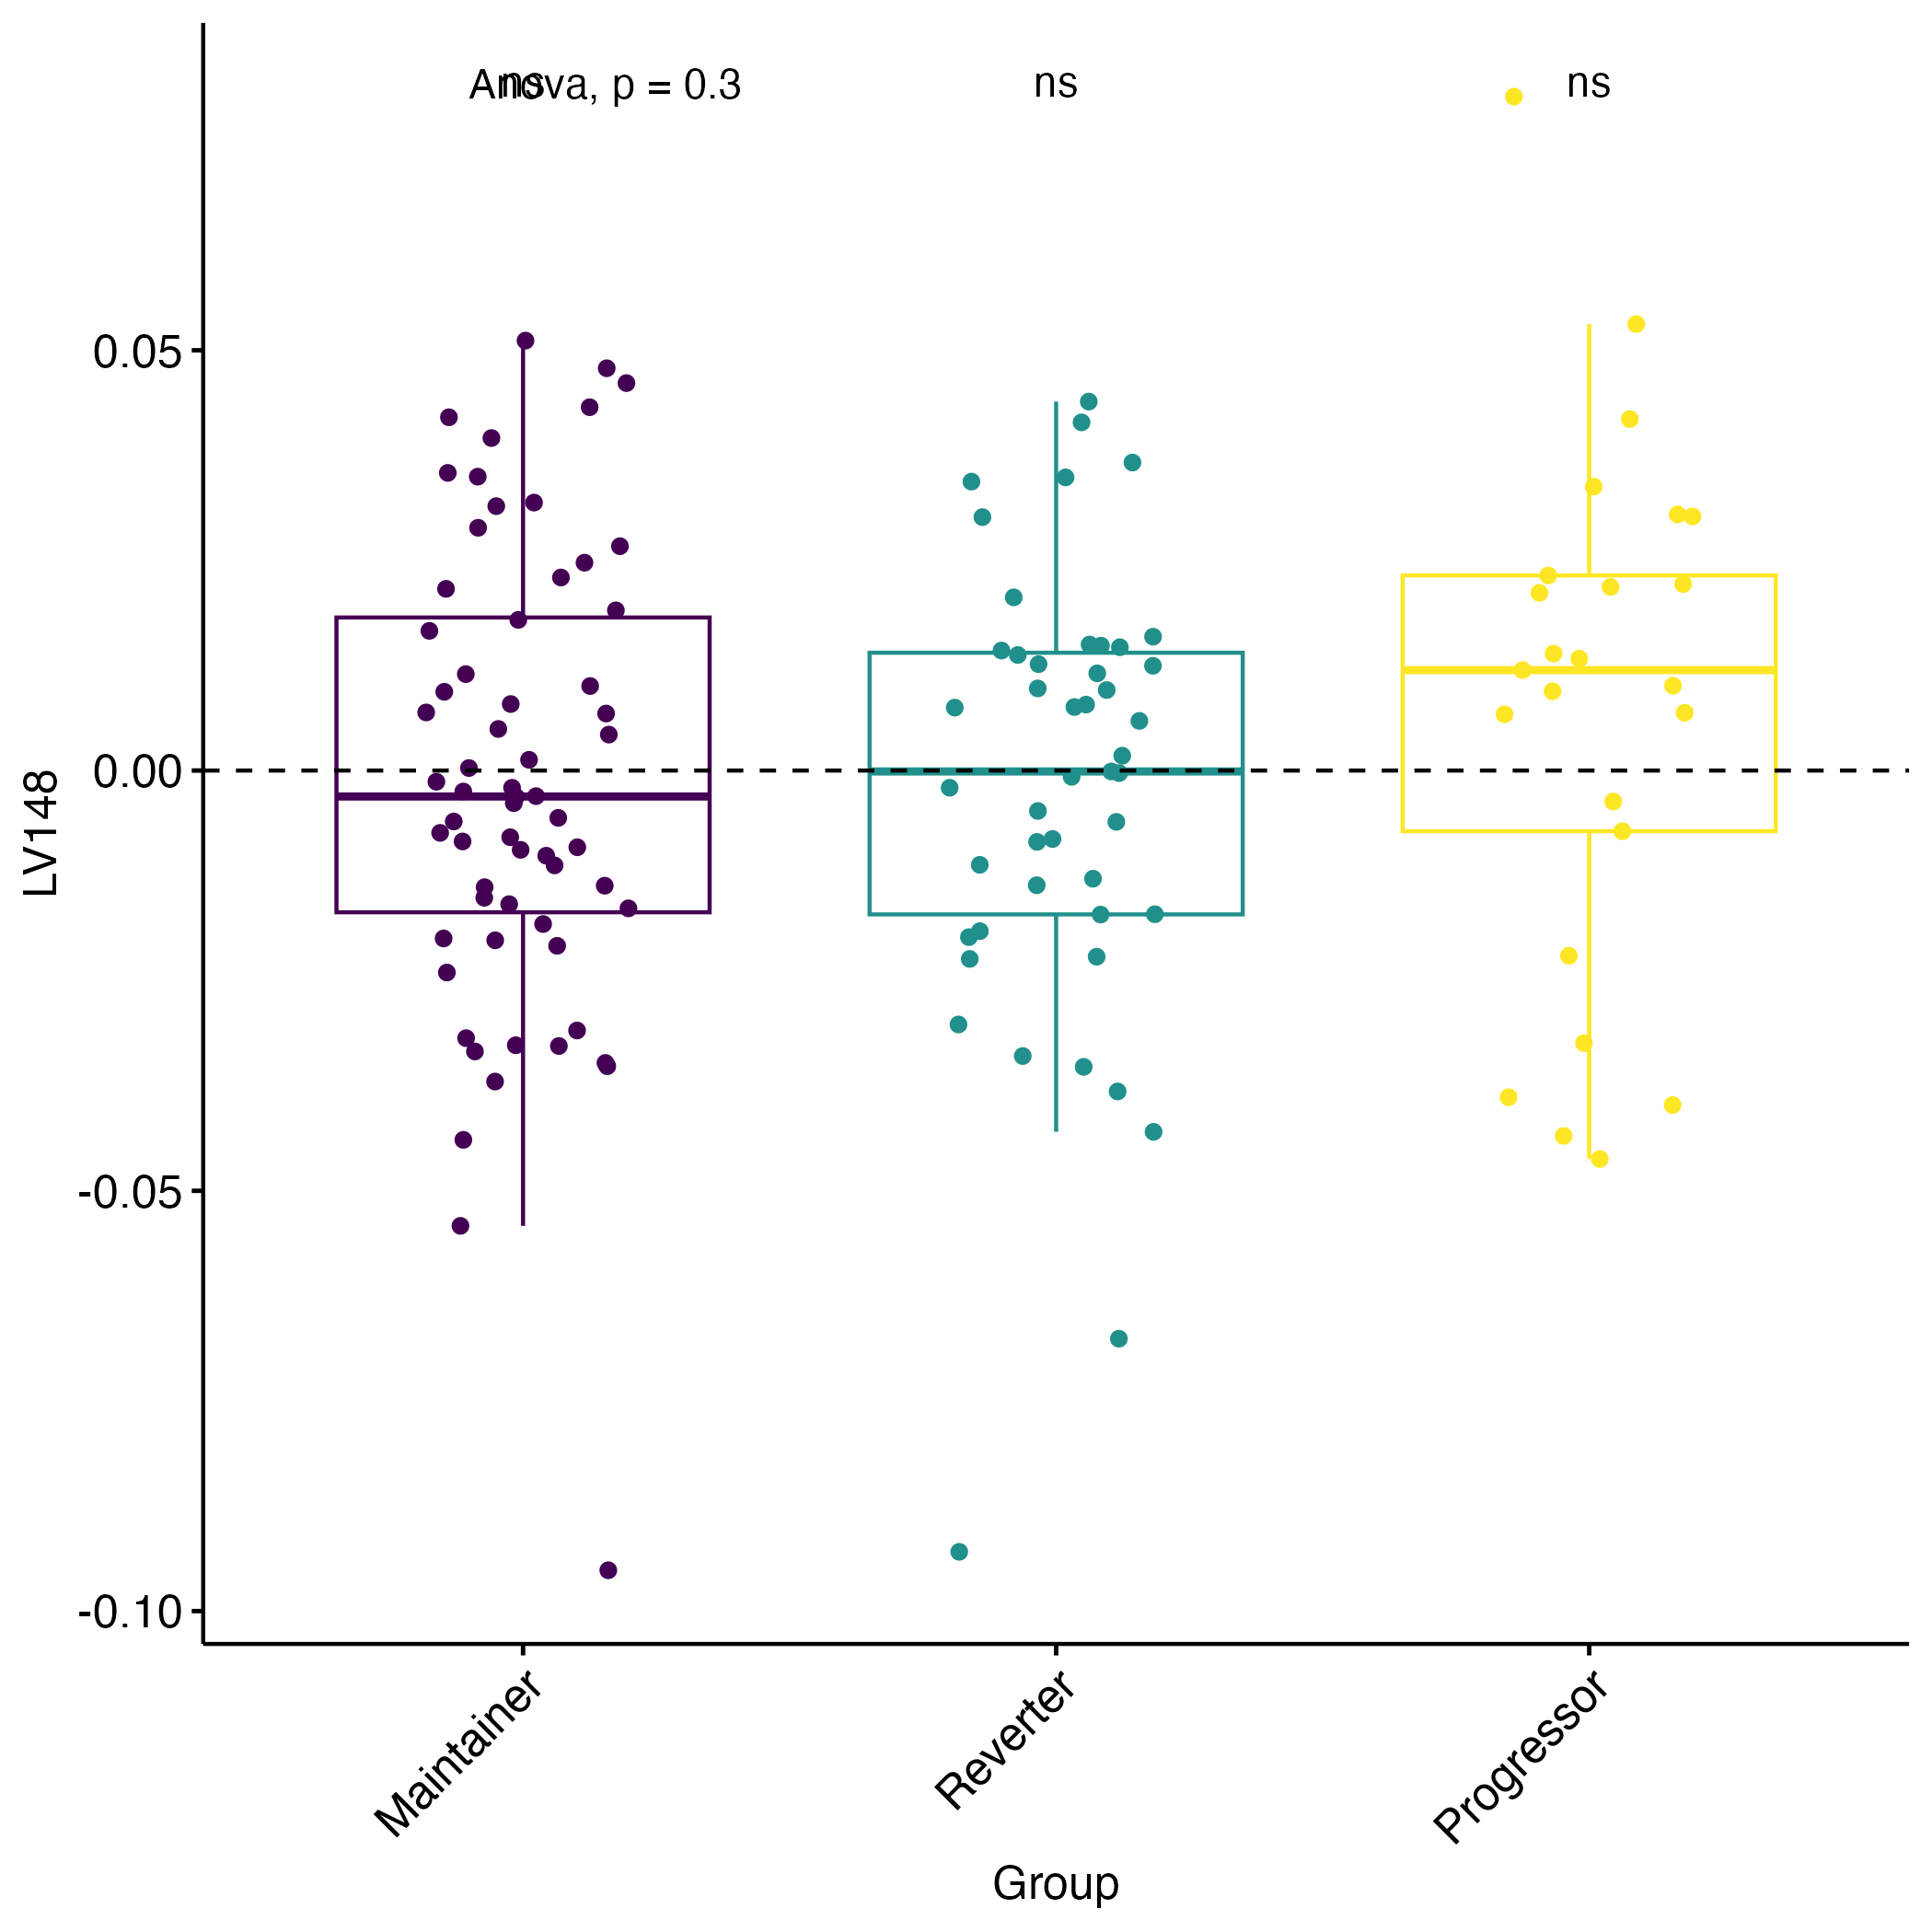 Anova, p = 0.3
ns
ns
ns
0.05
0.00
-0.05
-0.10
LV148
Maintainer
Reverter
Progressor
Group